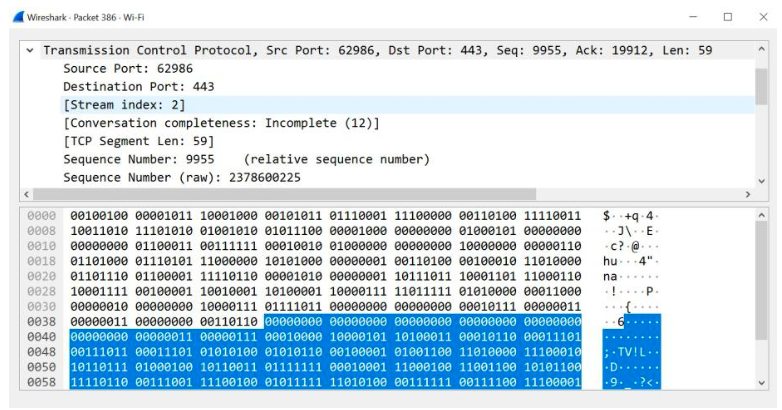 Wireshark · Packet 386 · Wi-Fi
Transmission Control Protocol, Src Port: 62986, Dst Port: 443, Seq: 9955, Ack: 19912, Len: 59
Source Port: 62986
Destination Port: 443
[Stream index: 2]
[Conversation completeness: Incomplete (12)]
[TCP Segment Len: 59]
Sequence Number: 9955 (relative sequence number)
Sequence Number (raw): 2378600225
0000 00100100 00001011 10001000 00101011 01110001 11100000 00110100 11110011 $··+q·4·
0008 10011010 11101010 01001010 01011100 00001000 00000000 01000101 00000000 ··J\··E·
0010 00000000 01100011 00111111 00010010 01000000 00000000 10000000 00000110 ·c?·@···
0018 01101000 01110101 11000000 10101000 00000001 00110100 00100010 11010000 hu···4"·
0020 01101110 01100001 11110110 00001010 00000001 10111011 10001101 11000110 na······
0028 10001111 00100001 10010001 10100001 10000111 11011111 01010000 00011000 ·!····P·
0030 00000010 00000000 10000111 01111011 00000000 00000000 00010111 00000011 ···{····
0038 00000011 00000000 00110110 00000000 00000000 00000000 00000000 00000000 ··6·····
0040 00000000 00000011 00000111 00010000 10000101 10100011 00010110 00011101 ········
0048 00111011 00011101 01010100 01010110 00100001 01001100 11010000 11100010 ;·TV!L··
0050 10110111 01000100 10110011 01111111 00010001 11000100 11001100 10101100 ·D······
0058 11110110 00111001 11100100 01011111 11010100 00111111 00111100 11100001 ·9·_·?<·